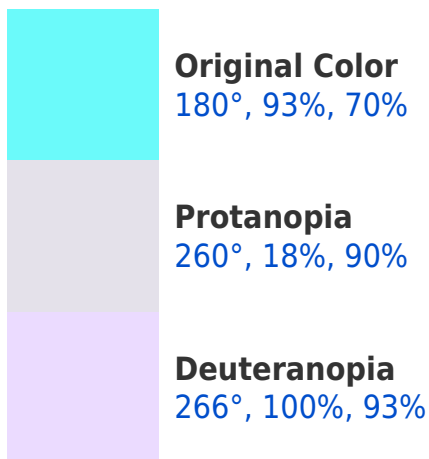 Original Color
180°, 93%, 70%
Protanopia
260°, 18%, 90%
Deuteranopia
266°, 100%, 93%